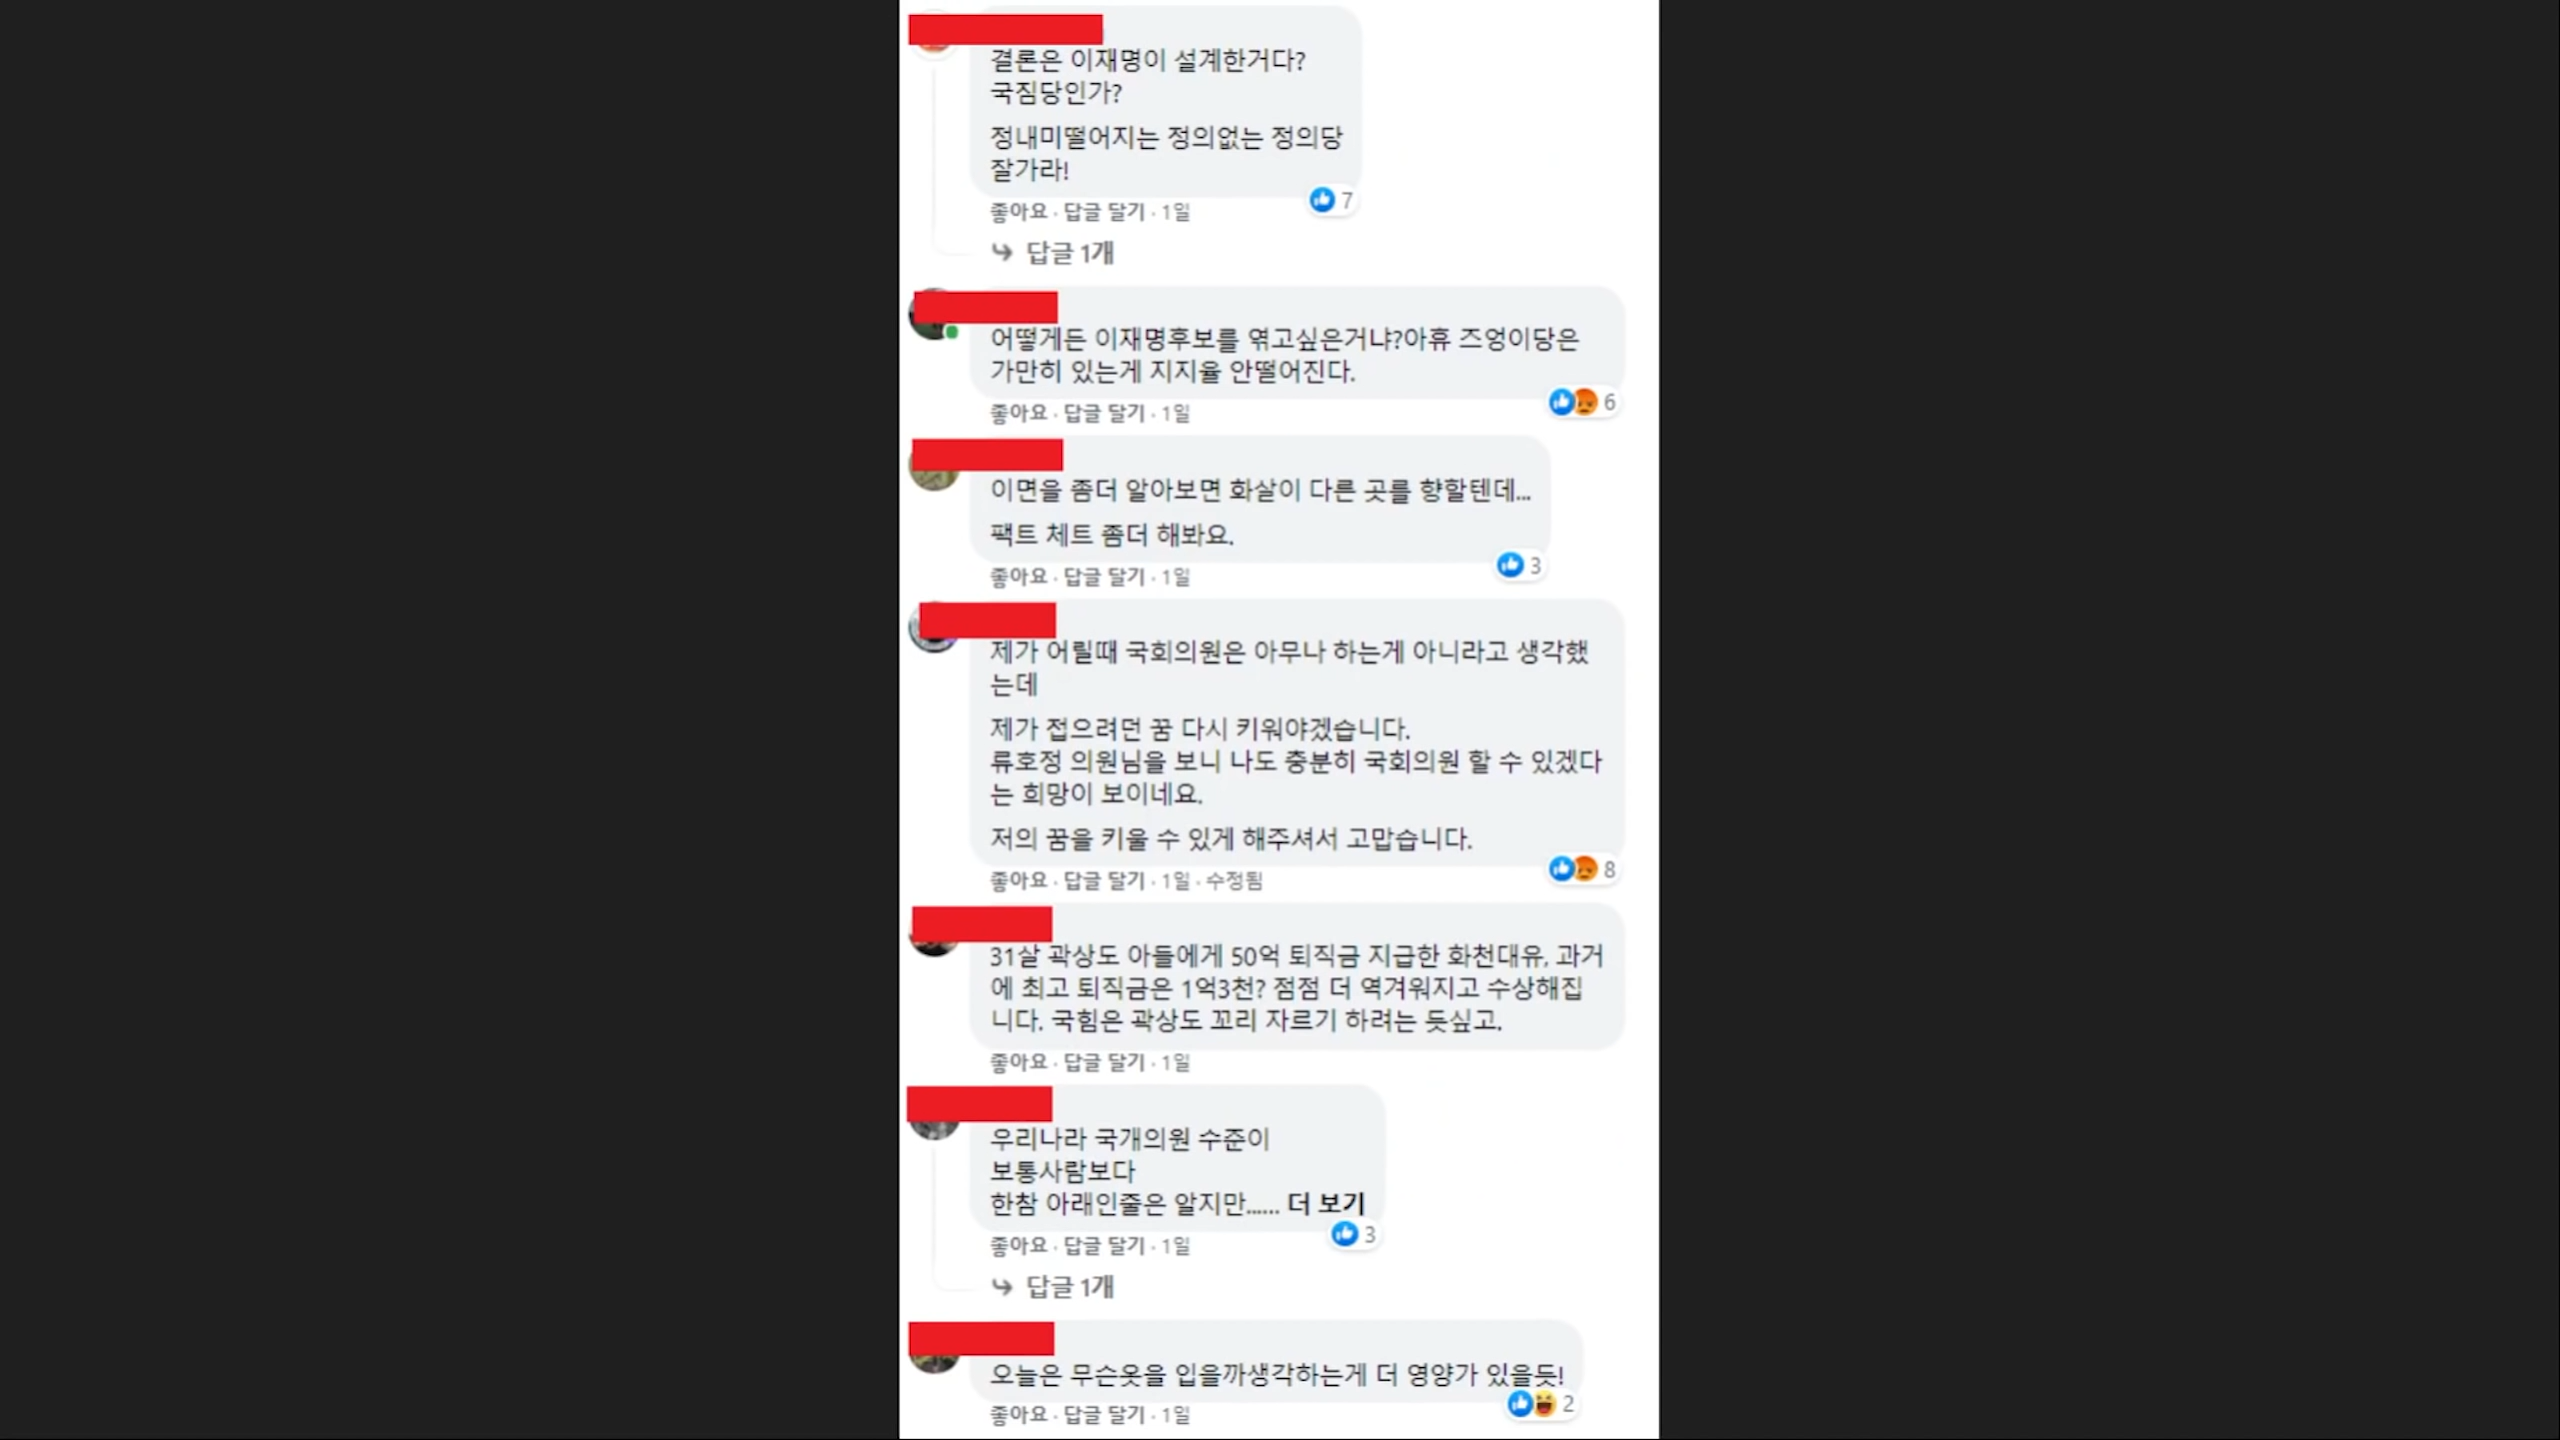 결론은 이재명이 설계한거다?
국짐당인가?
정내미떨어지는 정의없는 정의당
잘가라!
7
좋아요 · 답글 달기 · 1일
답글 1개
어떻게든 이재명후보를 엮고싶은거냐?아휴 즈엉이당은
가만히 있는게 지지율 안떨어진다.
6
좋아요 · 답글 달기 · 1일
이면을 좀더 알아보면 화살이 다른 곳를 향할텐데...
팩트 체트 좀더 해봐요.
3
좋아요 · 답글 달기 · 1일
제가 어릴때 국회의원은 아무나 하는게 아니라고 생각했
는데
제가 접으려던 꿈 다시 키워야겠습니다.
류호정 의원님을 보니 나도 충분히 국회의원 할 수 있겠다
는 희망이 보이네요.
저의 꿈을 키울 수 있게 해주셔서 고맙습니다.
8
좋아요 · 답글 달기 · 1일 · 수정됨
31살 곽상도 아들에게 50억 퇴직금 지급한 화천대유, 과거
에 최고 퇴직금은 1억3천? 점점 더 역겨워지고 수상해집
니다. 국힘은 곽상도 꼬리 자르기 하려는 듯싶고.
좋아요 · 답글 달기 · 1일
우리나라 국개의원 수준이
보통사람보다
한참 아래인줄은 알지만...... 더 보기
3
좋아요 · 답글 달기 · 1일
답글 1개
오늘은 무슨옷을 입을까생각하는게 더 영양가 있을듯!
2
좋아요 · 답글 달기 · 1일